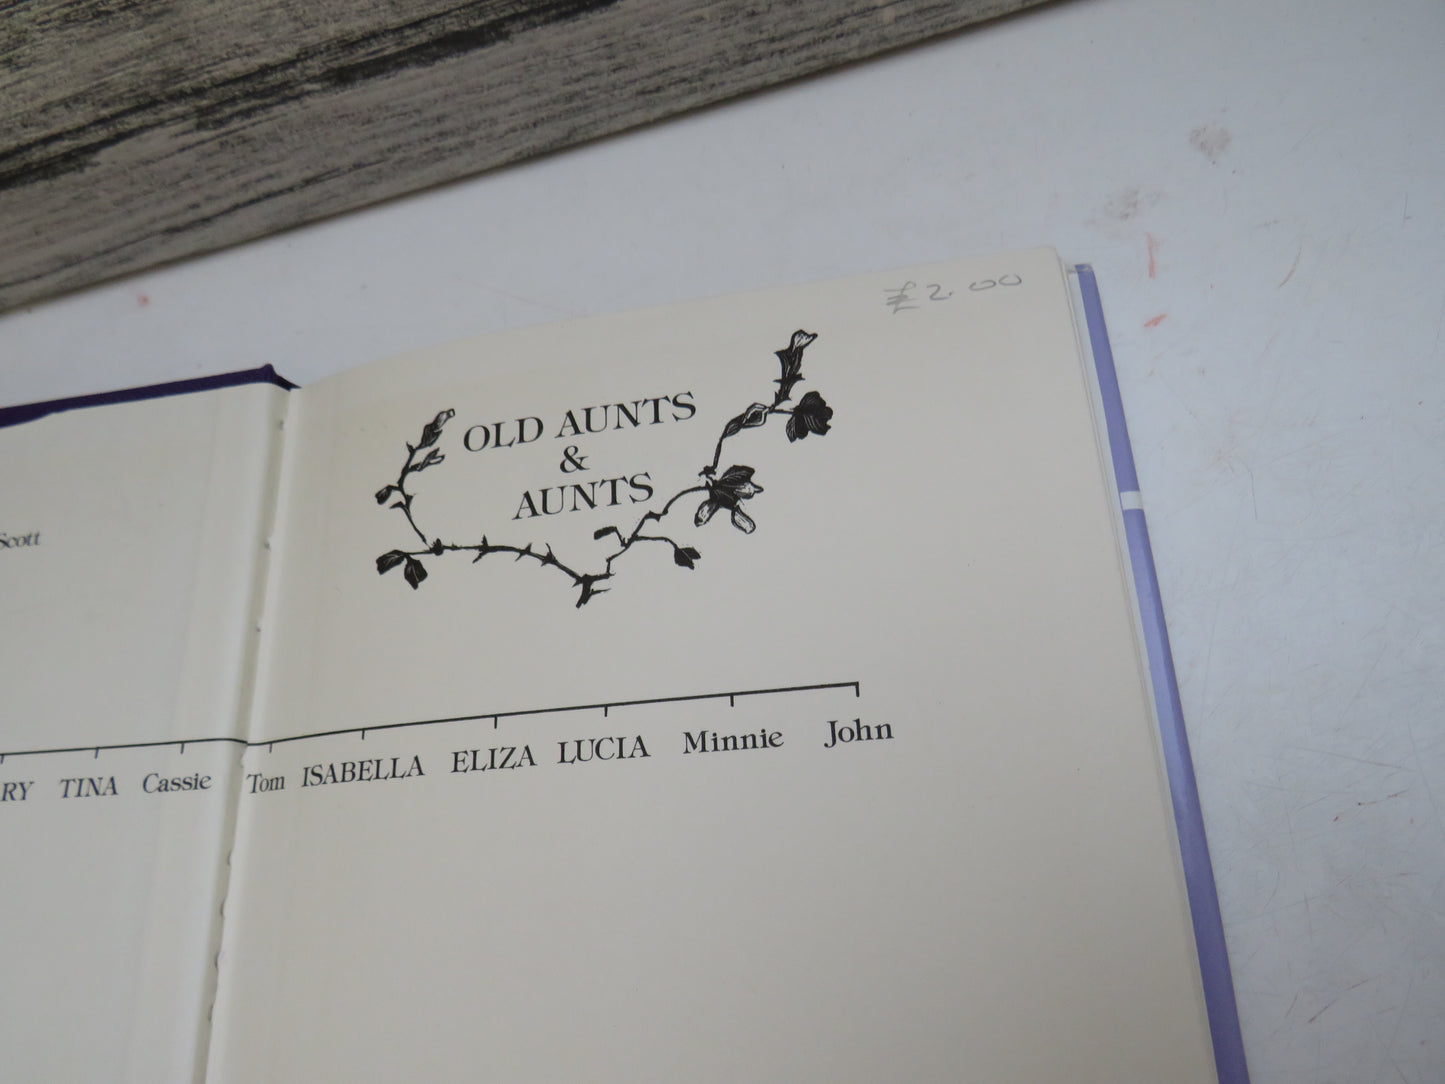 £2.00
OLD AUNTS
&
AUNTS
Scott
RY TINA Cassie Tom ISABELLA ELIZA LUCIA Minnie John